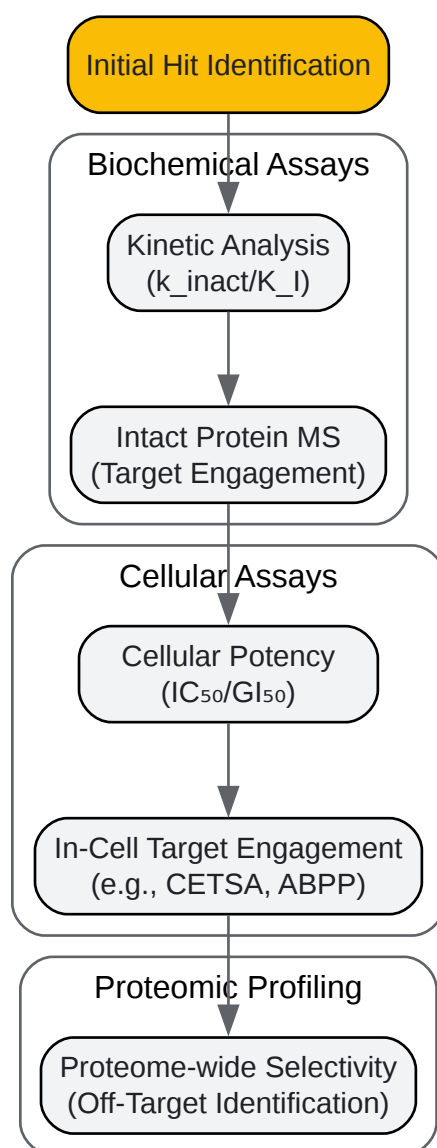 Initial Hit Identification
Biochemical Assays
Kinetic Analysis
(k_inact/K_I)
Intact Protein MS
(Target Engagement)
Cellular Assays
Cellular Potency
(IC₅₀/GI₅₀)
In-Cell Target Engagement
(e.g., CETSA, ABPP)
Proteomic Profiling
Proteome-wide Selectivity
(Off-Target Identification)